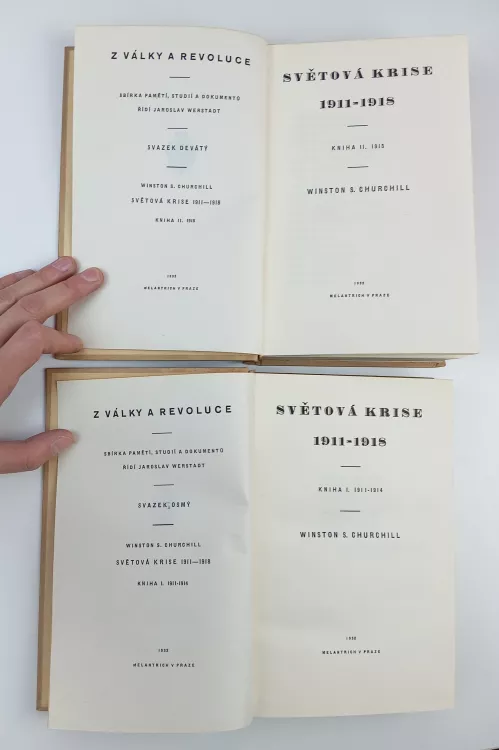 Z VÁLKY A REVOLUCE
SBÍRKA PAMĚTÍ, STUDIÍ A DOKUMENTŮ
ŘÍDÍ JAROSLAV WERSTADT
SVAZEK DEVÁTÝ
WINSTON S. CHURCHILL
SVĚTOVÁ KRISE 1911—1918
KNIHA II. 1915
MELANTRICH V PRAZE
SVĚTOVÁ KRISE
1911-1918
KNIHA II. 1915
WINSTON S. CHURCHILL
MELANTRICH V PRAZE
Z VÁLKY A REVOLUCE
SBÍRKA PAMĚTÍ, STUDIÍ A DOKUMENTŮ
ŘÍDÍ JAROSLAV WERSTADT
SVAZEK OSMÝ
WINSTON S. CHURCHILL
SVĚTOVÁ KRISE 1911—1918
KNIHA I. 1911-1914
1932
MELANTRICH V PRAZE
SVĚTOVÁ KRISE
1911-1918
KNIHA I. 1911-1914
WINSTON S. CHURCHILL
1932
MELANTRICH V PRAZE